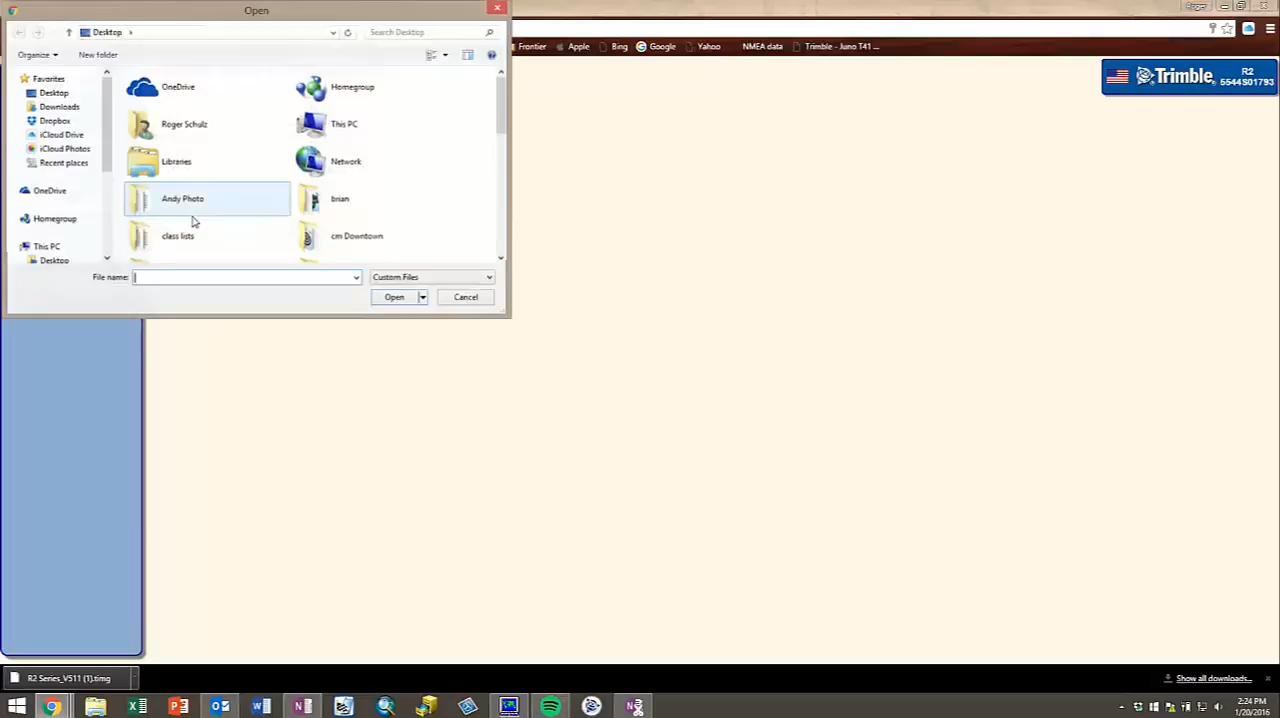 Open
Roger
Desktop
Search Desktop
Frontier
Apple
Bing
Google
Yahoo
NMEA data
Trimble - Juno T41 ...
Organize
New folder
Trimble.
R2
5544S01793
Favorites
Desktop
Downloads
Dropbox
iCloud Drive
iCloud Photos
Recent places
OneDrive
Homegroup
This PC
Desktop
OneDrive
Homegroup
Roger Schulz
This PC
Libraries
Network
Andy Photo
brian
class lists
cm Downtown
File name:
Custom Files
Open
Cancel
R2 Series_V511 (1).timg
Show all downloads...
2:24 PM
1/20/2016